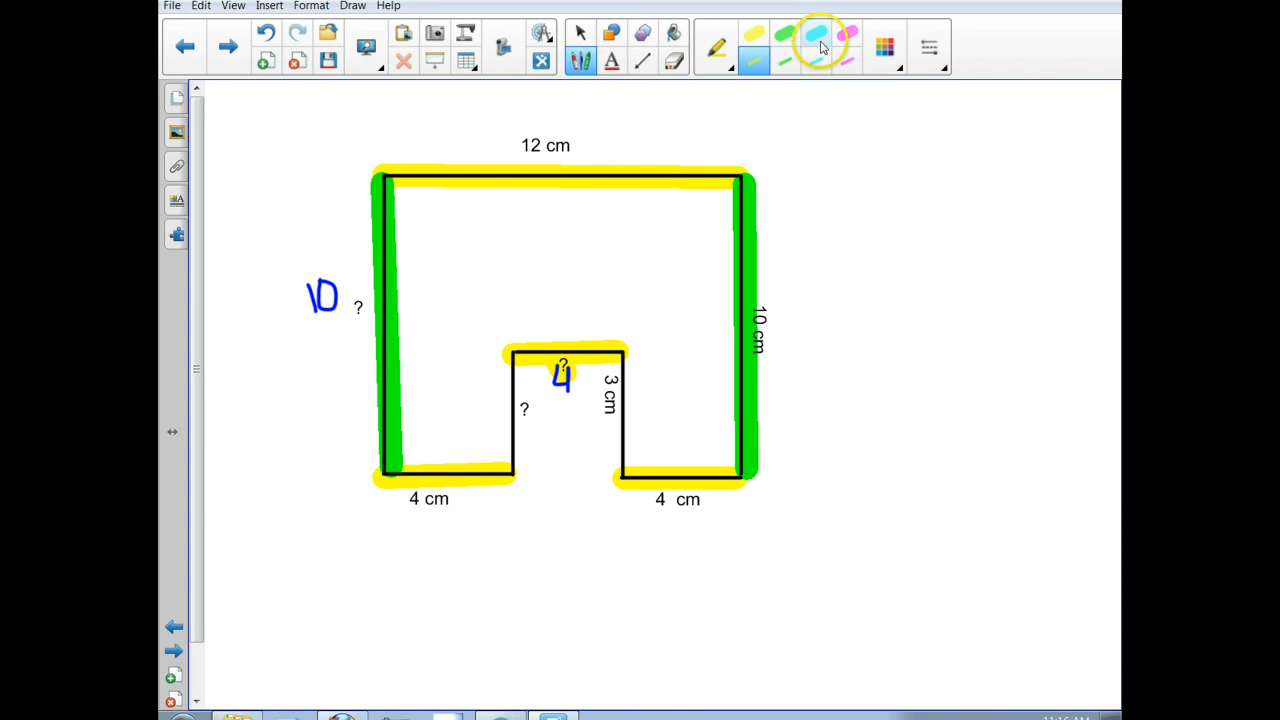 File Edit View Insert Format Draw Help
12 cm
10 ?
10 cm
?
4
3 cm
?
4 cm
4 cm